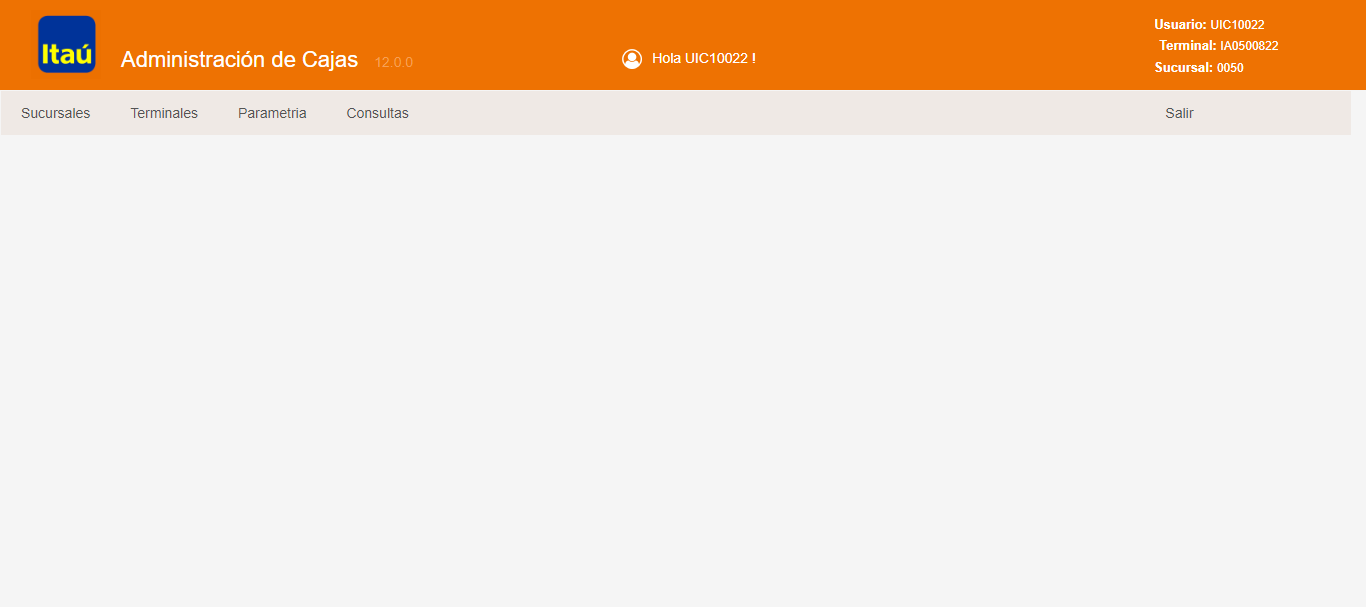 Itaú
Administración de Cajas 12.0.0
Hola UIC10022 !
Usuario: UIC10022
Terminal: IA0500822
Sucursal: 0050
Sucursales Terminales Parametria Consultas Salir